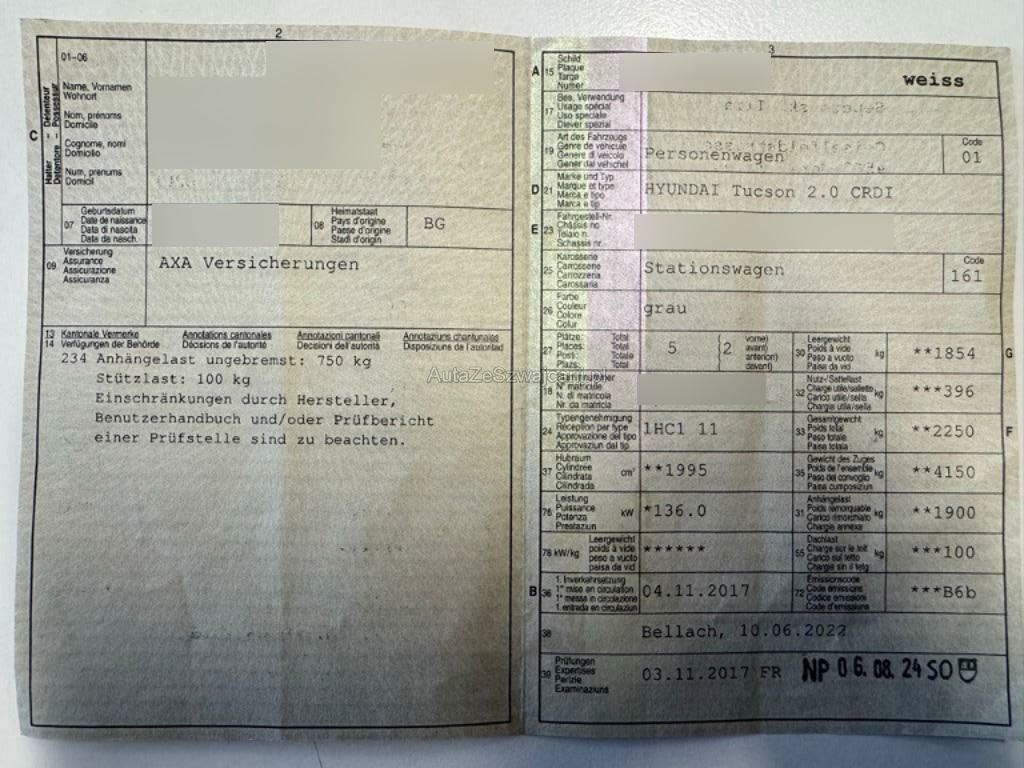 2
01-06
C
Halter - Détenteur
Detentore - Possessur
Name, Vornamen
Wohnort
Nom, prénoms
Domicile
Cognome, nomi
Domicilio
Num, prenums
Domicil
07
Geburtsdatum
Date de naissance
Data di nascita
Data da nasch.
08
Heimatstaat
Pays d'origine
Paese d'origine
Stadi d'origin
BG
09
Versicherung
Assurance
Assicurazione
Assicuranza
AXA Versicherungen
13 Kantonale Vermerke Annotations cantonales Annotazioni cantonali Annotaziuns chantunalas
14 Verfügungen der Behörde Décisions de l'autorité Decisioni dell'autorità Disposiziuns da l'autoritad
234 Anhängelast ungebremst: 750 kg
Stützlast: 100 kg
Einschränkungen durch Hersteller,
Benutzerhandbuch und/oder Prüfbericht
einer Prüfstelle sind zu beachten.
3
A 15
Schild
Plaque
Targa
Numer
weiss
17
Bes. Verwendung
Usage spécial
Uso speciale
Diever spezial
19
Art des Fahrzeugs
Genre de véhicule
Genere di veicolo
Gener dal vehichel
Personenwagen
Code
01
D 21
Marke und Typ
Marque et type
Marca e tipo
Marca e tip
HYUNDAI Tucson 2.0 CRDI
E 23
Fahrgestell-Nr.
Châssis no
Telaio n.
Schassis nr.
25
Karosserie
Carrosserie
Carrozzeria
Carossaria
Stationswagen
Code
161
26
Farbe
Couleur
Colore
Colur
grau
27
Plätze: Total
Places: Total
Posti: Totale
Plazs: Total
5
2
vorne)
avant)
anteriori)
davant)
30
Leergewicht
Poids à vide
Peso a vuoto
Paisa da vid
kg
**1854
G
18
Stammnummer
N° matricule
N. di matricola
Nr. da matricla
32
Nutz-/Sattellast
Charge utile/sellette
Carico utile/sella
Chargia utila/sella
kg
***396
24
Typengenehmigung
Réception par type
Approvazione del tipo
Approvaziun dal tip
1HC1 11
33
Gesamtgewicht
Poids total
Peso totale
Paisa totala
kg
**2250
F
37
Hubraum
Cylindrée
Cilindrata
Cilindrada
cm³
**1995
35
Gewicht des Zuges
Poids de l'ensemble
Peso del convoglio
Paisa cumposiziun
kg
**4150
76
Leistung
Puissance
Potenza
Prestaziun
kW
*136.0
31
Anhängelast
Poids remorquable
Carico rimorchiato
Chargia annexa
kg
**1900
78 kW/kg
Leergewicht
poids à vide
peso a vuoto
paisa da vid
******
55
Dachlast
Charge sur le toit
Carico sul tetto
Chargia sin il tetg
kg
***100
B 36
1. Inverkehrsetzung
1re mise en circulation
1a messa in circolazione
1. entrada en circulaziun
04.11.2017
72
Emissionscode
Code émissions
Codice emissioni
Code d'emissiuns
***B6b
38
Bellach, 10.06.2022
39
Prüfungen
Expertises
Perizie
Examinaziuns
03.11.2017 FR NP 06.08.24 SO
AutaZeSzwajcarii